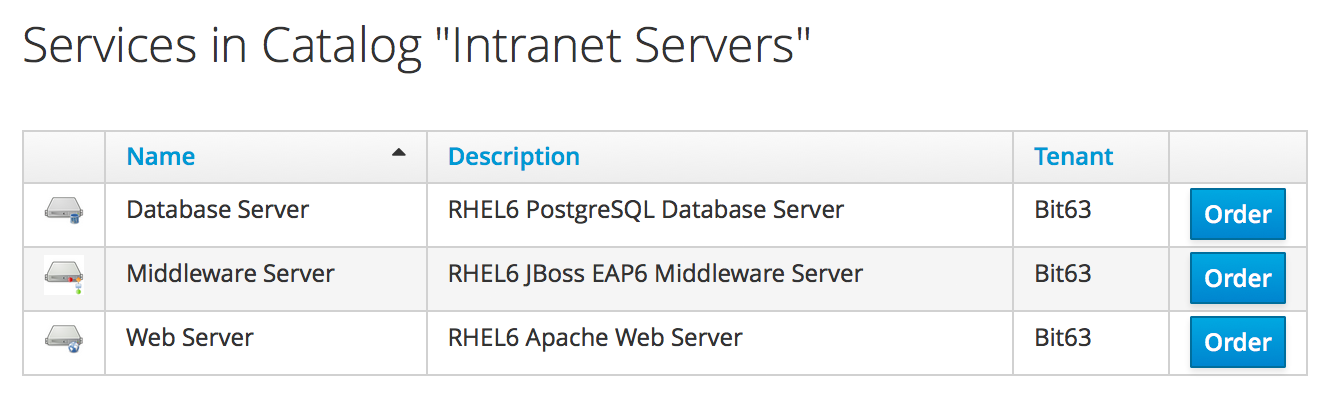 Services in Catalog "Intranet Servers"
Name Description Tenant
Database Server RHEL6 PostgreSQL Database Server Bit63 Order
Middleware Server RHEL6 JBoss EAP6 Middleware Server Bit63 Order
Web Server RHEL6 Apache Web Server Bit63 Order